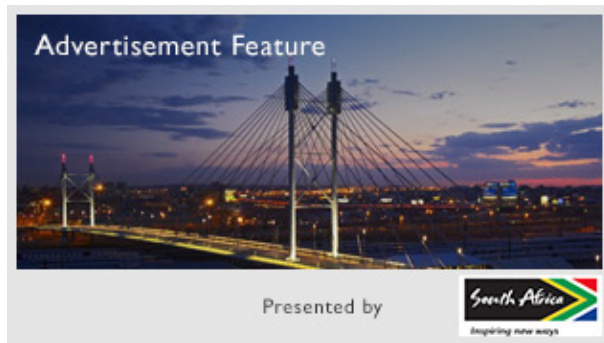 Advertisement Feature
Presented by
South Africa
Inspiring new ways